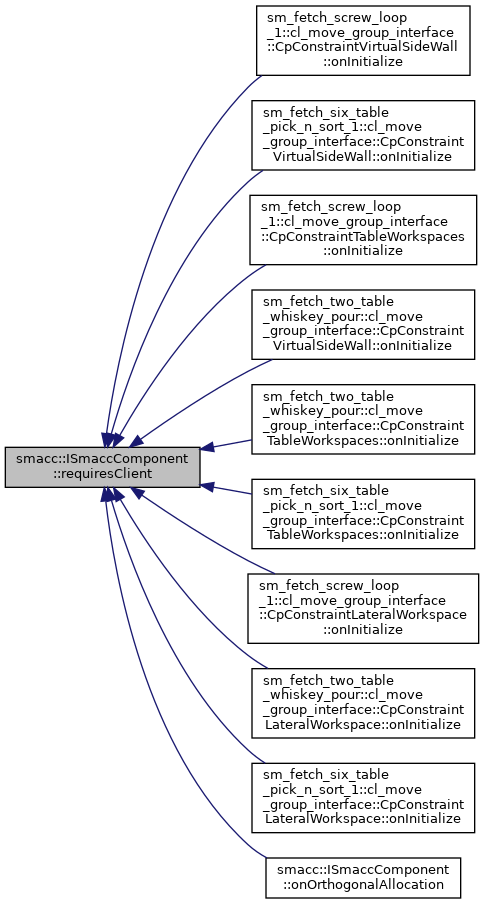 sm_fetch_screw_loop
_1::cl_move_group_interface
::CpConstraintVirtualSideWall
::onInitialize
sm_fetch_six_table
_pick_n_sort_1::cl_move
_group_interface::CpConstraint
VirtualSideWall::onInitialize
sm_fetch_screw_loop
_1::cl_move_group_interface
::CpConstraintTableWorkspaces
::onInitialize
sm_fetch_two_table
_whiskey_pour::cl_move
_group_interface::CpConstraint
VirtualSideWall::onInitialize
sm_fetch_two_table
_whiskey_pour::cl_move
_group_interface::CpConstraint
TableWorkspaces::onInitialize
smacc::ISmaccComponent
::requiresClient
sm_fetch_six_table
_pick_n_sort_1::cl_move
_group_interface::CpConstraint
TableWorkspaces::onInitialize
sm_fetch_screw_loop
_1::cl_move_group_interface
::CpConstraintLateralWorkspace
::onInitialize
sm_fetch_two_table
_whiskey_pour::cl_move
_group_interface::CpConstraint
LateralWorkspace::onInitialize
sm_fetch_six_table
_pick_n_sort_1::cl_move
_group_interface::CpConstraint
LateralWorkspace::onInitialize
smacc::ISmaccComponent
::onOrthogonalAllocation